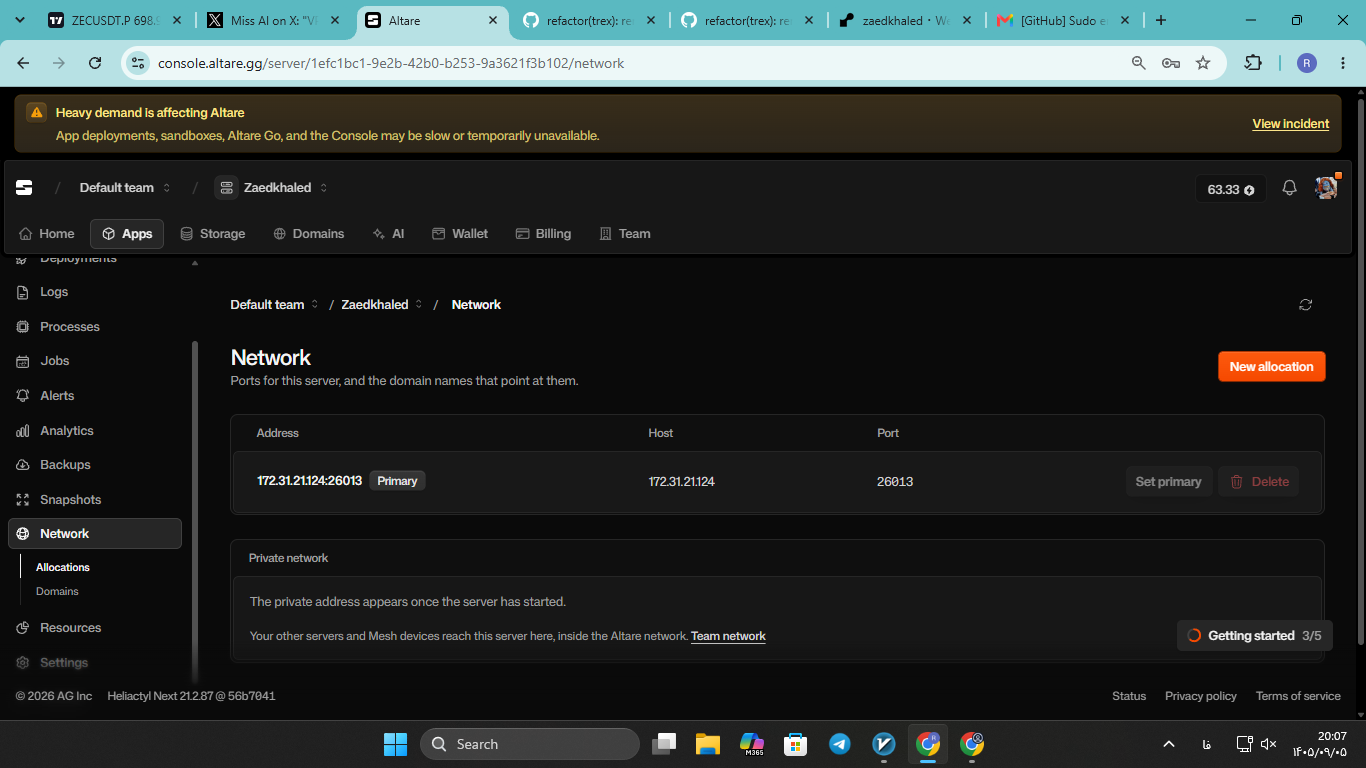 ZECUSDT.P 698.9
Miss AI on X: "VI
Altare
refactor(trex): re
refactor(trex): re
zaedkhaled · We
[GitHub] Sudo e
console.altare.gg/server/1efc1bc1-9e2b-42b0-b253-9a3621f3b102/network
R
Heavy demand is affecting Altare
App deployments, sandboxes, Altare Go, and the Console may be slow or temporarily unavailable.
View incident
/ Default team / Zaedkhaled
63.33
Home
Apps
Storage
Domains
AI
Wallet
Billing
Team
Deployments
Logs
Processes
Jobs
Alerts
Analytics
Backups
Snapshots
Network
Allocations
Domains
Resources
Settings
Default team / Zaedkhaled / Network
Network
Ports for this server, and the domain names that point at them.
New allocation
Address Host Port
172.31.21.124:26013 Primary 172.31.21.124 26013 Set primary Delete
Private network
The private address appears once the server has started.
Your other servers and Mesh devices reach this server here, inside the Altare network. Team network
Getting started 3/5
© 2026 AG Inc Heliactyl Next 21.2.87 @ 56b7041
Status Privacy policy Terms of service
Search
M365
R
فا
20:07
۱۴۰۵/۰۹/۰۵